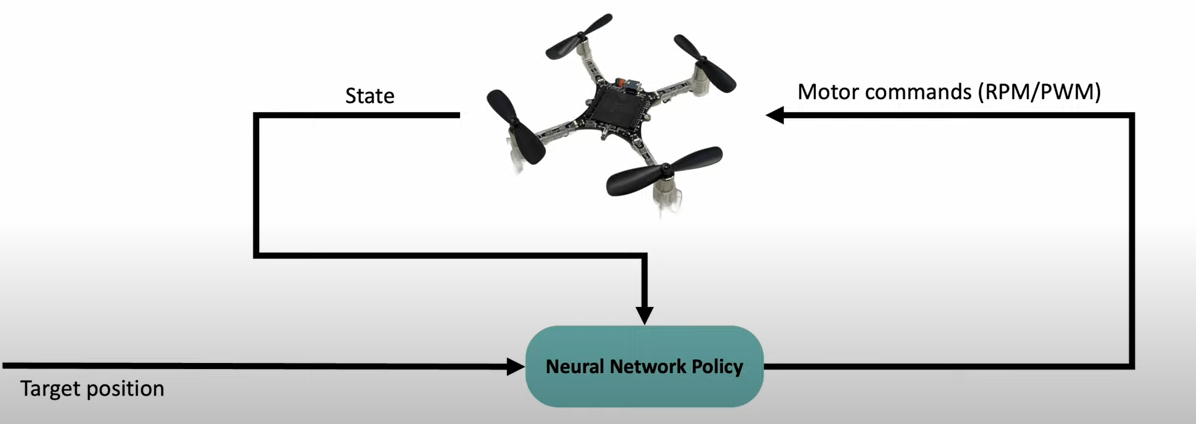 State
Motor commands (RPM/PWM)
Neural Network Policy
Target position